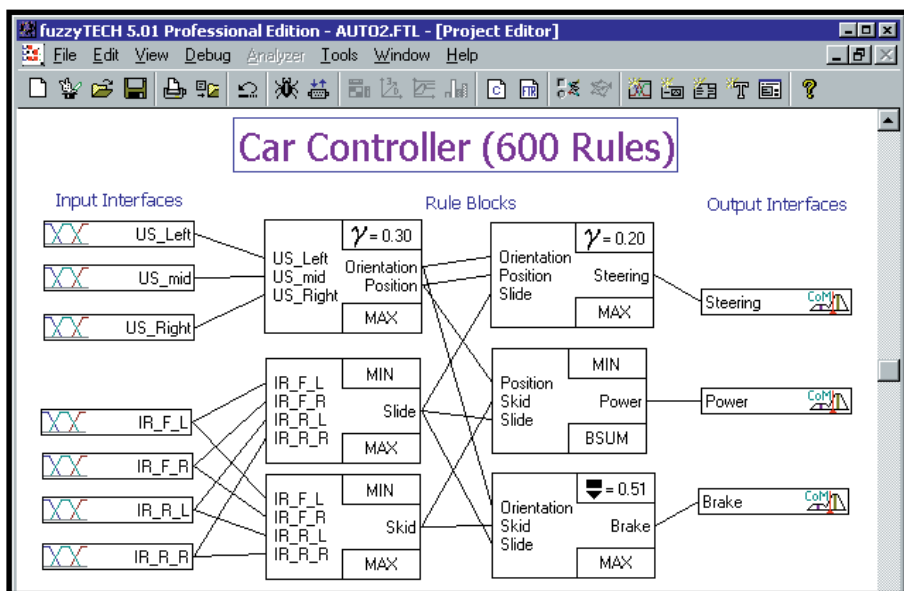 fuzzyTECH 5.01 Professional Edition - AUTO2.FTL - [Project Editor]
File Edit View Debug Analyzer Tools Window Help
C FTR T ?
Car Controller (600 Rules)
Input Interfaces
Rule Blocks
Output Interfaces
US_Left
US_mid
US_Right
IR_F_L
IR_F_R
IR_R_L
IR_R_R
γ = 0.30
US_Left
US_mid
US_Right
Orientation
Position
MAX
MIN
IR_F_L
IR_F_R
IR_R_L
IR_R_R
Slide
MAX
MIN
IR_F_L
IR_F_R
IR_R_L
IR_R_R
Skid
MAX
γ = 0.20
Orientation
Position
Slide
Steering
MAX
MIN
Position
Skid
Slide
Power
BSUM
= 0.51
Orientation
Skid
Slide
Brake
MAX
Steering CoM
Power CoM
Brake CoM